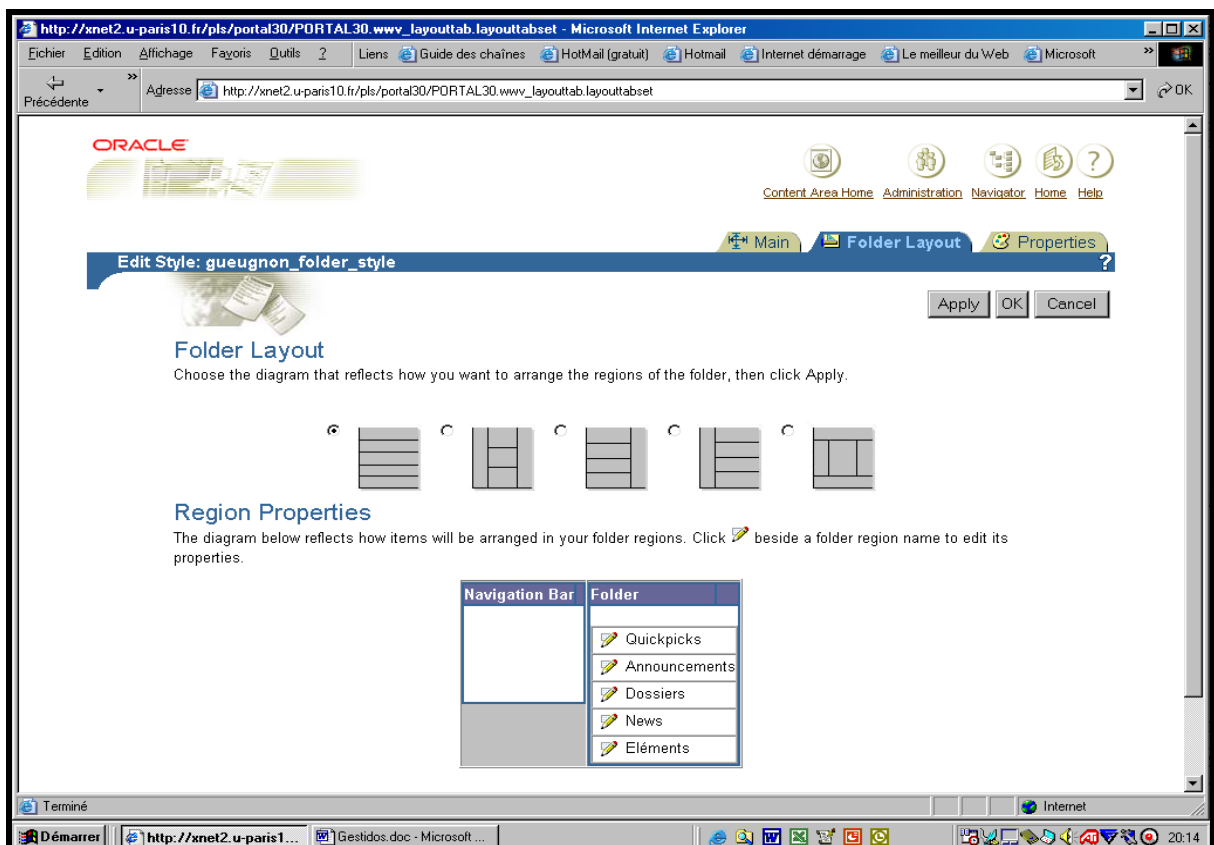 http://xnet2.u-paris10.fr/pls/portal30/PORTAL30.wwv_layouttab.layouttabset - Microsoft Internet Explorer
Fichier Edition Affichage Favoris Outils ? Liens Guide des chaînes HotMail (gratuit) Hotmail Internet démarrage Le meilleur du Web Microsoft »
Précédente » Adresse http://xnet2.u-paris10.fr/pls/portal30/PORTAL30.wwv_layouttab.layouttabset OK
ORACLE
Content Area Home Administration Navigator Home Help
?
Main Folder Layout Properties
Edit Style: gueugnon_folder_style ?
Apply OK Cancel
Folder Layout
Choose the diagram that reflects how you want to arrange the regions of the folder, then click Apply.
Region Properties
The diagram below reflects how items will be arranged in your folder regions. Click beside a folder region name to edit its
properties.
Navigation Bar Folder
Quickpicks
Announcements
Dossiers
News
Eléments
Terminé Internet
Démarrer http://xnet2.u-paris1... Gestidos.doc - Microsoft ... 20:14